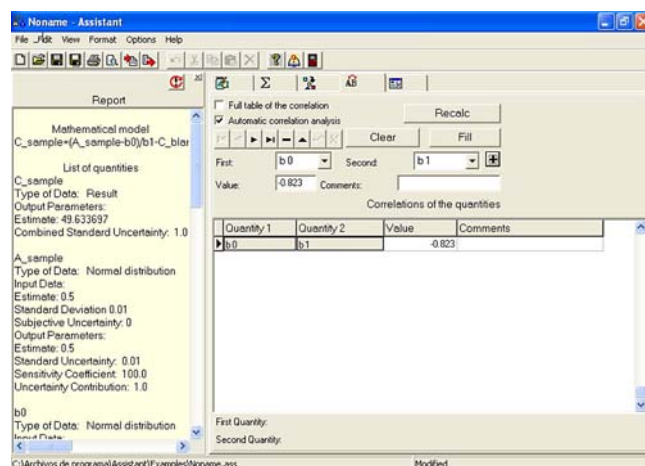 Noname - Assistant
File Edit View Format Options Help
Report
Mathematical model
C_sample=(A_sample-b0)/b1-C_blar
List of quantities
C_sample
Type of Data: Result
Output Parameters:
Estimate: 49.633697
Combined Standard Uncertainty: 1.0
A_sample
Type of Data: Normal distribution
Input Data:
Estimate: 0.5
Standard Deviation 0.01
Subjective Uncertainty: 0
Output Parameters:
Estimate: 0.5
Standard Uncertainty: 0.01
Sensitivity Coefficient: 100.0
Uncertainty Contribution: 1.0
b0
Type of Data: Normal distribution
Input Data:
Σ
AB
Full table of the correlation
Automatic correlation analysis
Recalc
Clear
Fill
First: b0 Second: b1
Value: -0.823 Comments:
Correlations of the quantities
Quantity 1 Quantity 2 Value Comments
b0 b1 -0.823
First Quantity:
Second Quantity:
C:\Archivos de programa\Assistant\Examples\Noname.ass Modified